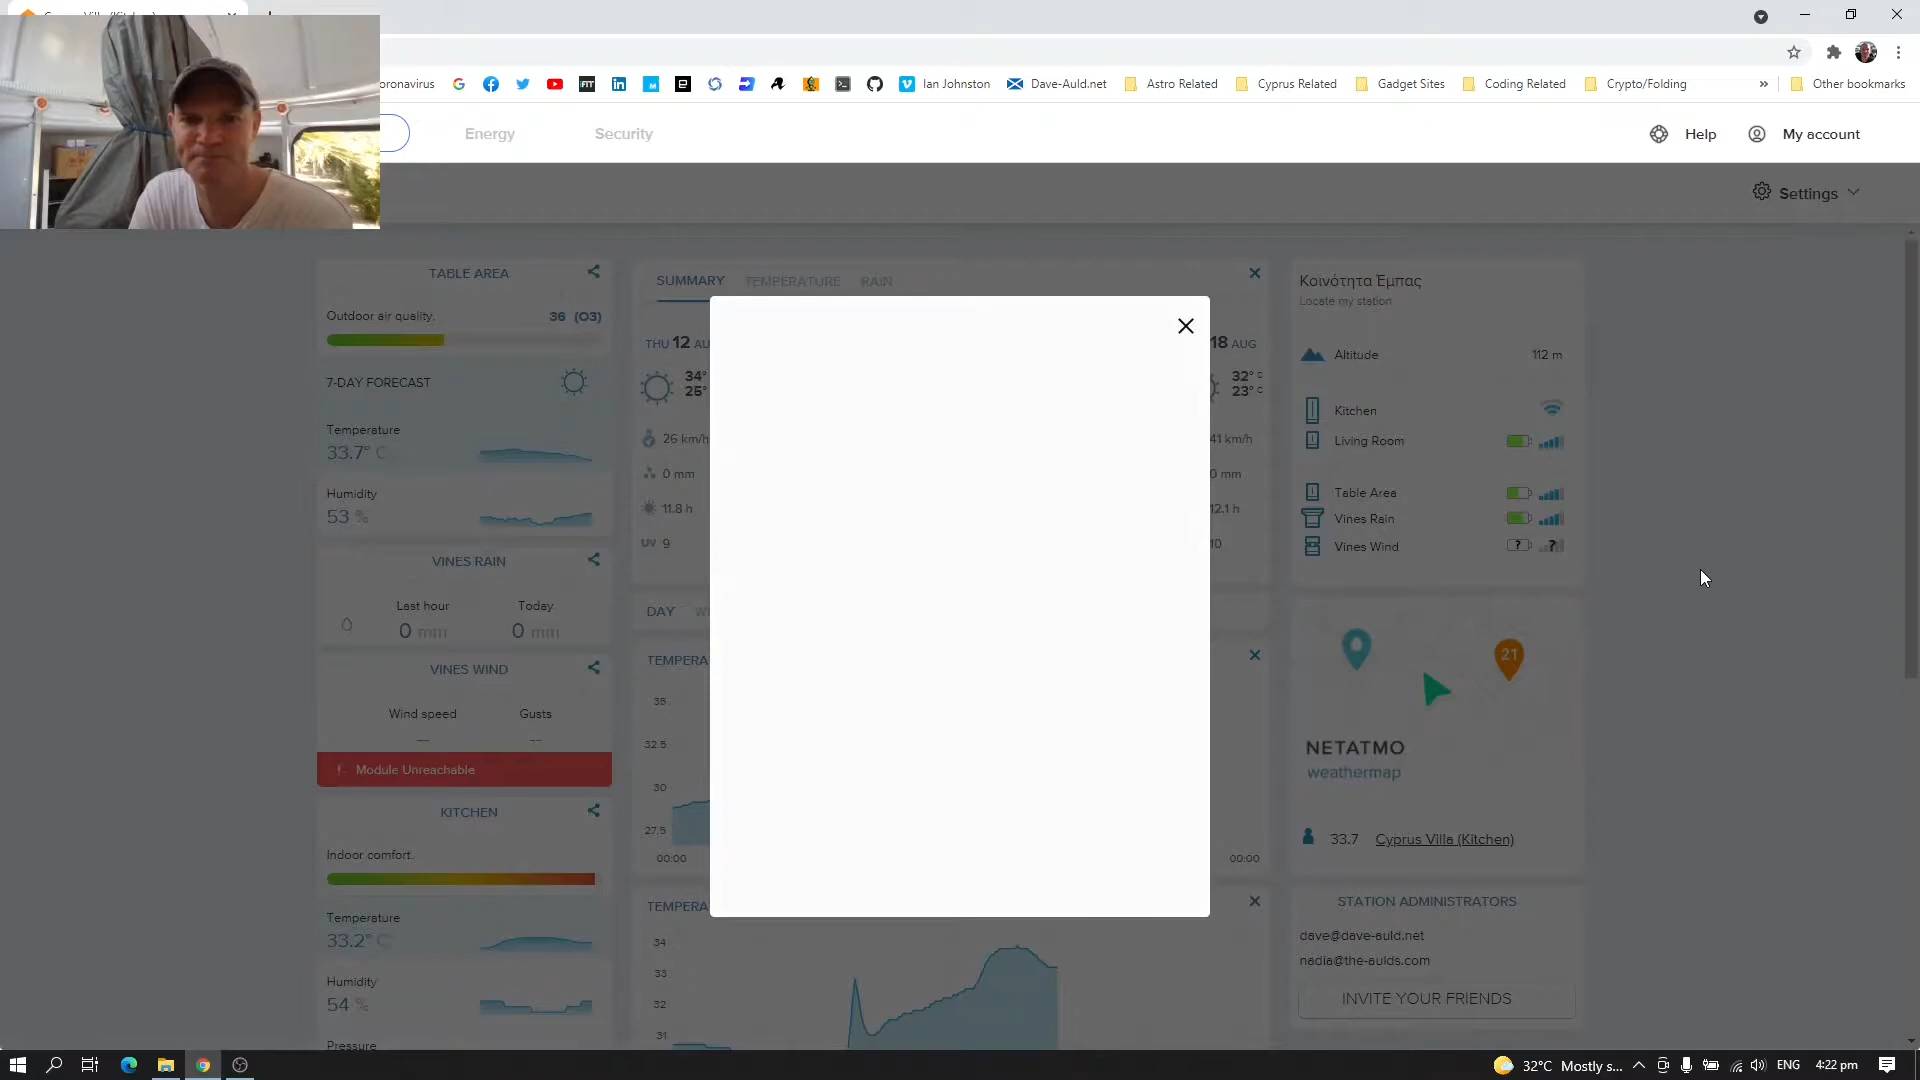 oronavirus
Ian Johnston
Dave-Auld.net
Astro Related
Cyprus Related
Gadget Sites
Coding Related
Crypto/Folding
»
Other bookmarks
Energy
Security
Help
My account
Settings
TABLE AREA
Outdoor air quality.
36 (O3)
7-DAY FORECAST
Temperature
33.7° C
Humidity
53 %
VINES RAIN
Last hour
Today
0 mm
0 mm
VINES WIND
Wind speed
Gusts
--
--
! Module Unreachable
KITCHEN
Indoor comfort.
Temperature
33.2° C
Humidity
54 %
Pressure
SUMMARY
TEMPERATURE
RAIN
THU 12 AU
34°
25°
26 km/h
0 mm
11.8 h
UV 9
18 AUG
32° c
23° c
41 km/h
0 mm
12.1 h
10
DAY
W
TEMPERA
35
32.5
30
27.5
00:00
00:00
TEMPERA
34
33
32
31
Κοινότητα Έμπας
Locate my station
Altitude
112 m
Kitchen
Living Room
Table Area
Vines Rain
Vines Wind
?
?
21
NETATMO
weathermap
33.7
Cyprus Villa (Kitchen)
STATION ADMINISTRATORS
dave@dave-auld.net
nadia@the-aulds.com
INVITE YOUR FRIENDS
32°C Mostly s...
ENG
4:22 pm